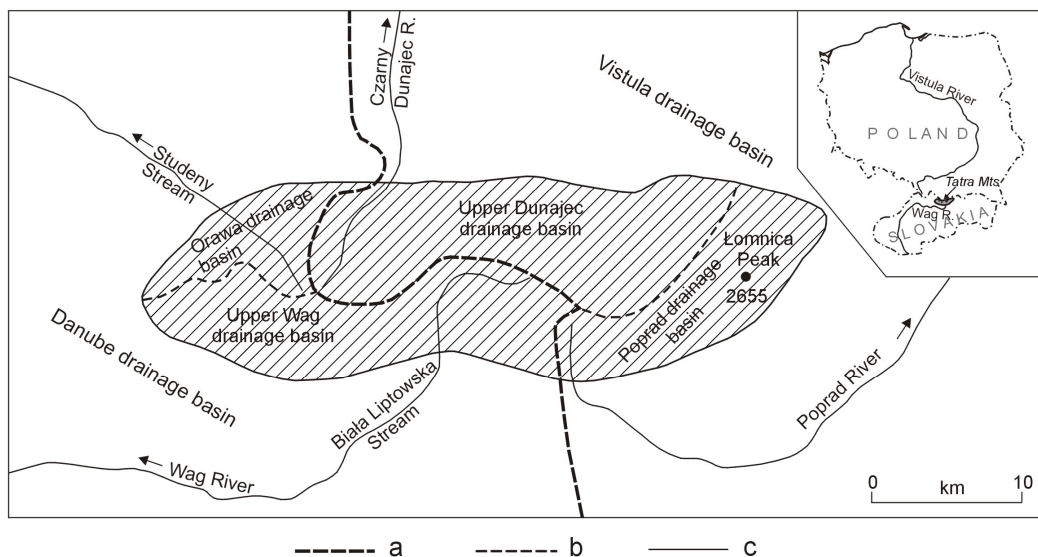 Czarny
Dunajec R.
Vistula drainage basin
Studeny
Stream
Orawa drainage
basin
Upper Dunajec
drainage basin
Łomnica
Peak
2655
Upper Wag
drainage basin
Poprad drainage
basin
Danube drainage basin
Biała Liptowska
Stream
Poprad River
Wag River
Vistula River
POLAND
Tatra Mts.
Wag R.
SLOVAKIA
0 10
km
a b c